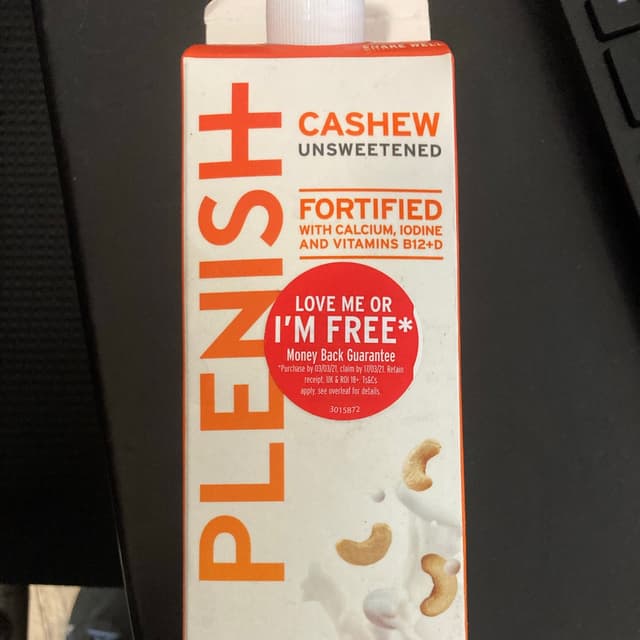 SHAKE WELL
PLENISH
CASHEW
UNSWEETENED
FORTIFIED
WITH CALCIUM, IODINE
AND VITAMINS B12+D
LOVE ME OR
I'M FREE*
Money Back Guarantee
*Purchase by 03/03/21, claim by 17/03/21. Retain
receipt. UK & ROI 18+. Ts&Cs
apply, see overleaf for details.
3015872